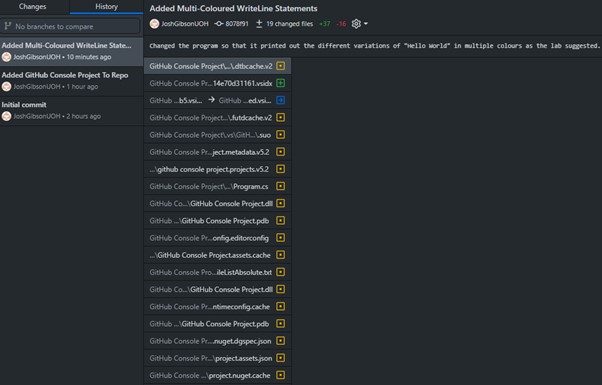 Changes History
No branches to compare
Added Multi-Coloured WriteLine State...
JoshGibsonUOH • 10 minutes ago
Added GitHub Console Project To Repo
JoshGibsonUOH • 1 hour ago
Initial commit
JoshGibsonUOH • 2 hours ago
Added Multi-Coloured WriteLine Statements
JoshGibsonUOH 8078f91 19 changed files +37 -16
Changed the program so that it printed out the different variations of "Hello World" in multiple colours as the lab suggested.
GitHub Console Project\...\.dtbcache.v2
GitHub Console Pr...14e70d31161.vsidx
GitHub ...b5.vsi... → GitHub ...ed.vsi...
GitHub Console Project...\.futdcache.v2
GitHub Console Project\.vs\GitH...\.suo
GitHub Console Pr...ject.metadata.v5.2
...\github console project.projects.v5.2
GitHub Console Project\...\Program.cs
GitHub Co...\GitHub Console Project.dll
GitHub ...\GitHub Console Project.pdb
GitHub Console Pr...onfig.editorconfig
...\GitHub Console Project.assets.cache
GitHub Console Pr...ileListAbsolute.txt
GitHub Co...\GitHub Console Project.dll
GitHub Console Pr...ntimeconfig.cache
GitHub ...\GitHub Console Project.pdb
GitHub Console Pr...nuget.dgspec.json
GitHub Console Pr...\project.assets.json
GitHub Console ...\project.nuget.cache